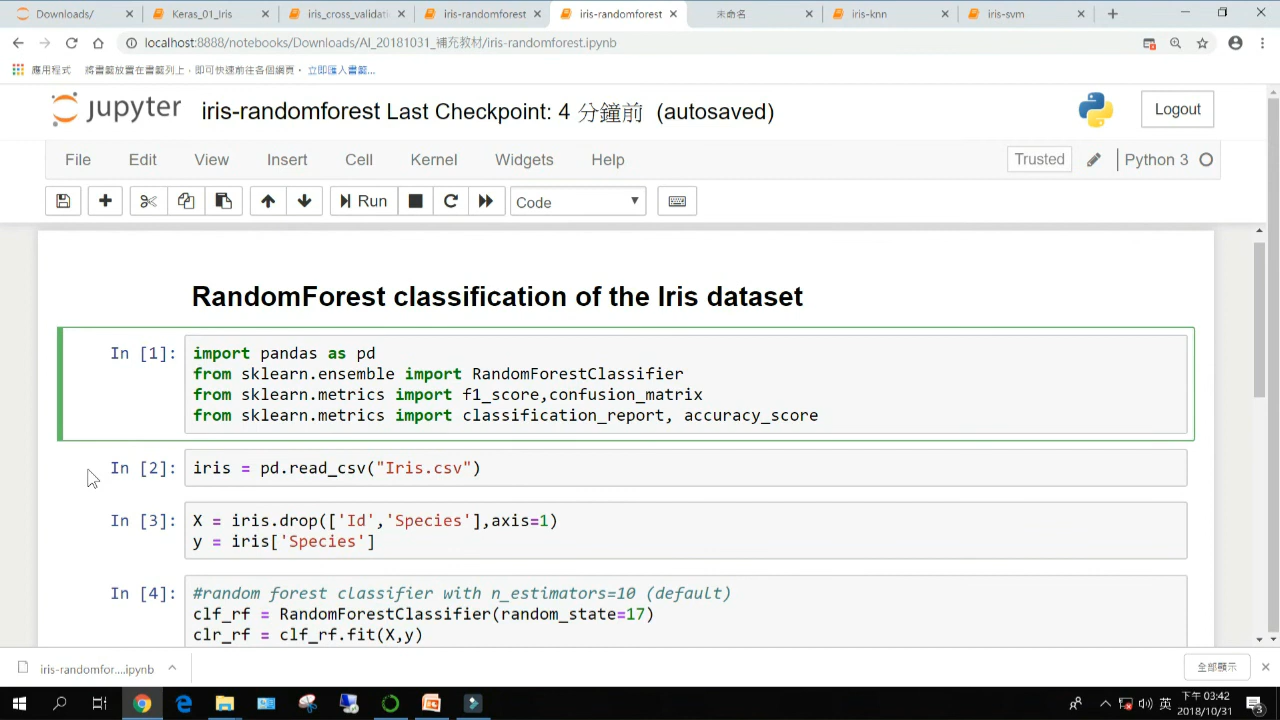 Downloads/
Keras_01_Iris
iris_cross_validati
iris-randomforest
iris-randomforest
未命名
iris-knn
iris-svm
localhost:8888/notebooks/Downloads/AI_20181031_補充教材/iris-randomforest.ipynb
應用程式
將書籤放置在書籤列上，即可快速前往各個網頁。
立即匯入書籤...
jupyter
iris-randomforest Last Checkpoint: 4 分鐘前 (autosaved)
Logout
File Edit View Insert Cell Kernel Widgets Help
Trusted
Python 3
Run
Code
RandomForest classification of the Iris dataset
In [1]: import pandas as pd
from sklearn.ensemble import RandomForestClassifier
from sklearn.metrics import f1_score,confusion_matrix
from sklearn.metrics import classification_report, accuracy_score
In [2]: iris = pd.read_csv("Iris.csv")
In [3]: X = iris.drop(['Id','Species'],axis=1)
y = iris['Species']
In [4]: #random forest classifier with n_estimators=10 (default)
clf_rf = RandomForestClassifier(random_state=17)
clr_rf = clf_rf.fit(X,y)
iris-randomfor....ipynb
全部顯示
英
下午 03:42
2018/10/31
3